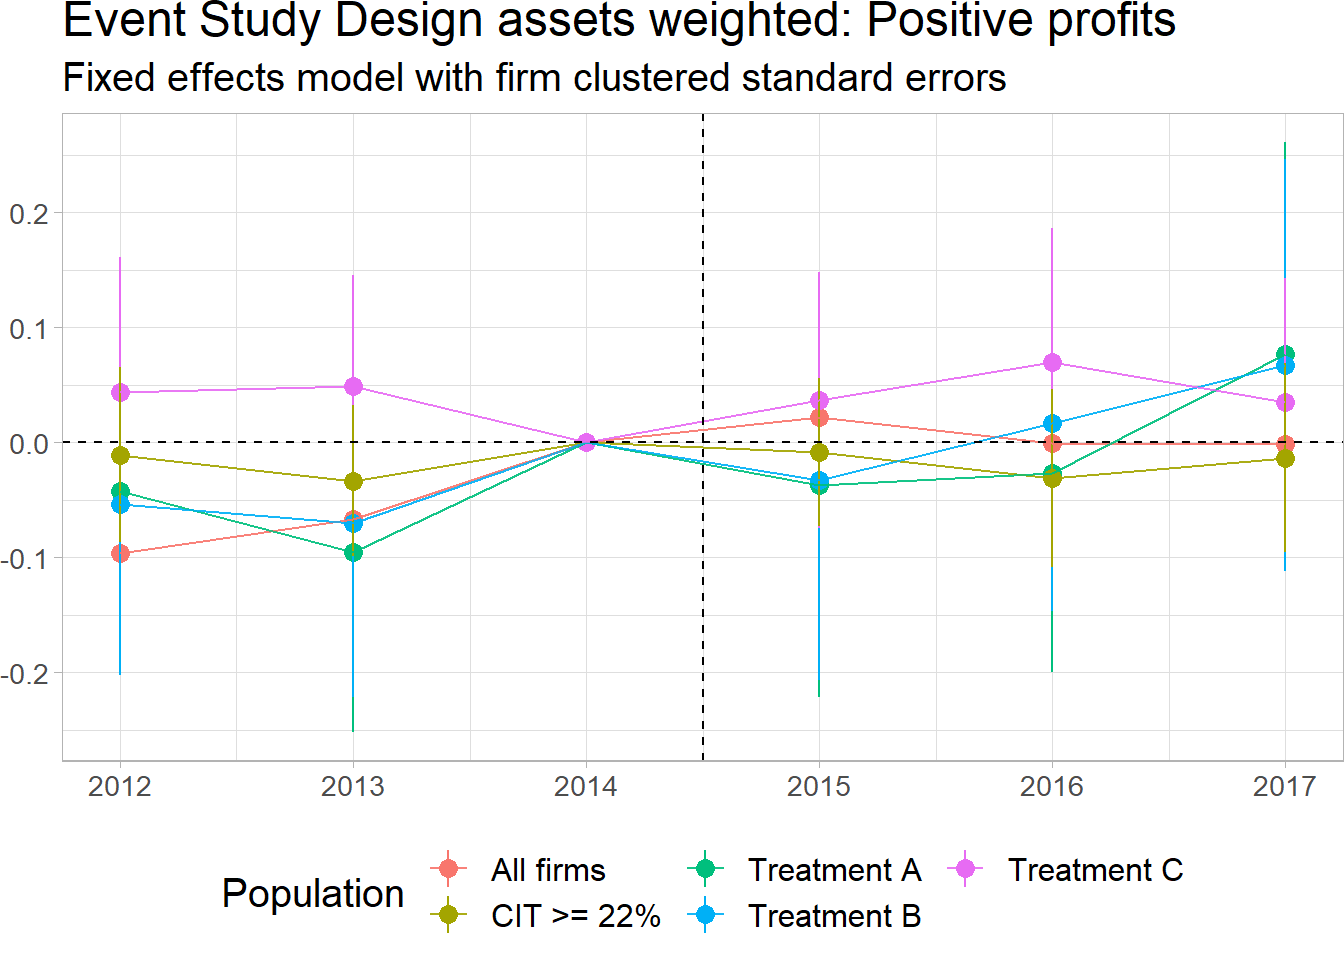 Event Study Design assets weighted: Positive profits
Fixed effects model with firm clustered standard errors
0.2
0.1
0.0
-0.1
-0.2
2012 2013 2014 2015 2016 2017
Population
All firms Treatment A Treatment C
CIT >= 22% Treatment B